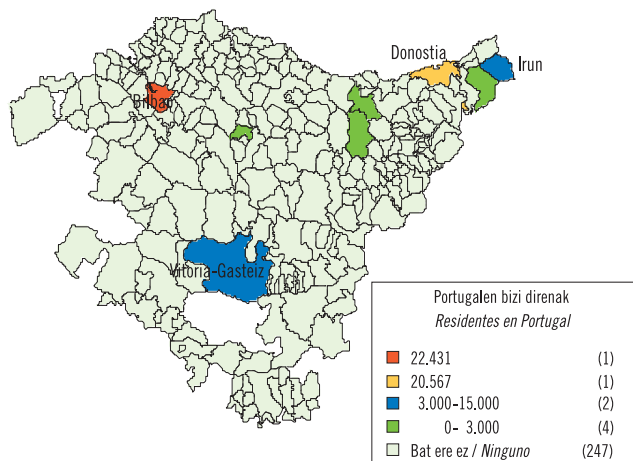 Donostia
Irun
Bilbao
Vitoria-Gasteiz
Portugalen bizi direnak
Residentes en Portugal
22.431 (1)
20.567 (1)
3.000-15.000 (2)
0- 3.000 (4)
Bat ere ez / Ninguno (247)